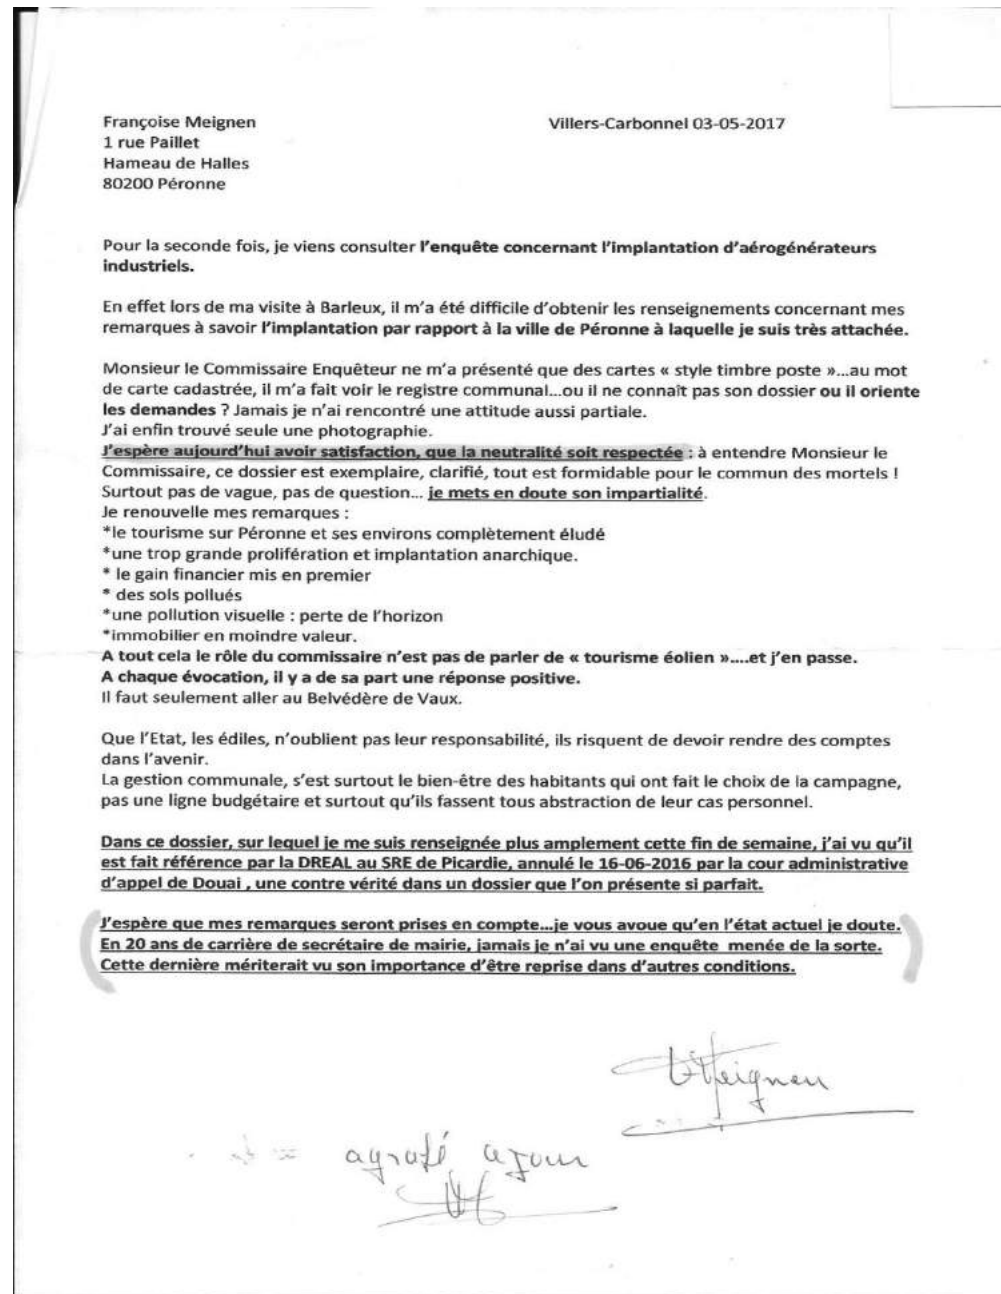 Françoise Meignen
Villers-Carbonnel 03-05-2017
1 rue Paillet
Hameau de Halles
80200 Péronne
Pour la seconde fois, je viens consulter l'enquête concernant l'implantation d'aérogénérateurs
industriels.
En effet lors de ma visite à Barleux, il m'a été difficile d'obtenir les renseignements concernant mes
remarques à savoir l'implantation par rapport à la ville de Péronne à laquelle je suis très attachée.
Monsieur le Commissaire Enquêteur ne m'a présenté que des cartes « style timbre poste »...au mot
de carte cadastrée, il m'a fait voir le registre communal...ou il ne connaît pas son dossier ou il oriente
les demandes ? Jamais je n'ai rencontré une attitude aussi partiale.
J'ai enfin trouvé seule une photographie.
J'espère aujourd'hui avoir satisfaction, que la neutralité soit respectée : à entendre Monsieur le
Commissaire, ce dossier est exemplaire, clarifié, tout est formidable pour le commun des mortels !
Surtout pas de vague, pas de question... je mets en doute son impartialité.
Je renouvelle mes remarques :
*le tourisme sur Péronne et ses environs complètement éludé
*une trop grande prolifération et implantation anarchique.
* le gain financier mis en premier
* des sols pollués
*une pollution visuelle : perte de l'horizon
*immobilier en moindre valeur.
A tout cela le rôle du commissaire n'est pas de parler de « tourisme éolien »....et j'en passe.
A chaque évocation, il y a de sa part une réponse positive.
Il faut seulement aller au Belvédère de Vaux.
Que l'Etat, les édiles, n'oublient pas leur responsabilité, ils risquent de devoir rendre des comptes
dans l'avenir.
La gestion communale, s'est surtout le bien-être des habitants qui ont fait le choix de la campagne,
pas une ligne budgétaire et surtout qu'ils fassent tous abstraction de leur cas personnel.
Dans ce dossier, sur lequel je me suis renseignée plus amplement cette fin de semaine, j'ai vu qu'il
est fait référence par la DREAL au SRE de Picardie, annulé le 16-06-2016 par la cour administrative
d'appel de Douai , une contre vérité dans un dossier que l'on présente si parfait.
J'espère que mes remarques seront prises en compte...je vous avoue qu'en l'état actuel je doute.
En 20 ans de carrière de secrétaire de mairie, jamais je n'ai vu une enquête menée de la sorte.
Cette dernière mériterait vu son importance d'être reprise dans d'autres conditions.
Meignen
agrafé